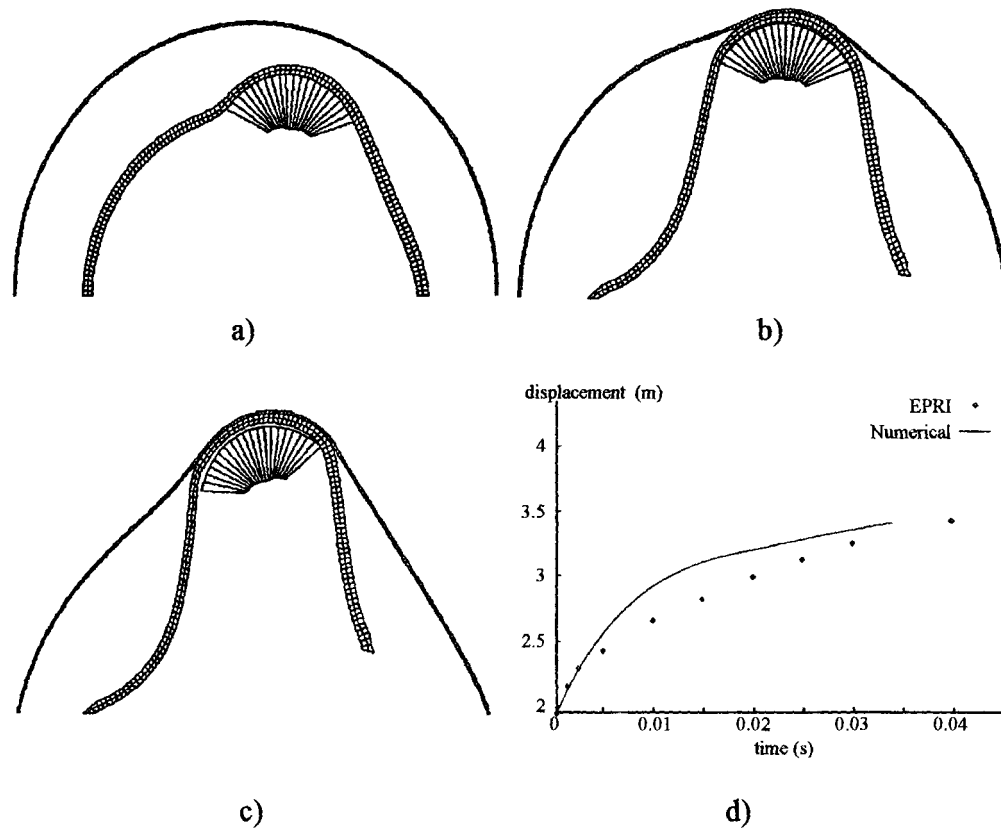 a)
b)
displacement (m)
EPRI
Numerical
4
3.5
3
2.5
2
0 0.01 0.02 0.03 0.04
time (s)
c)
d)